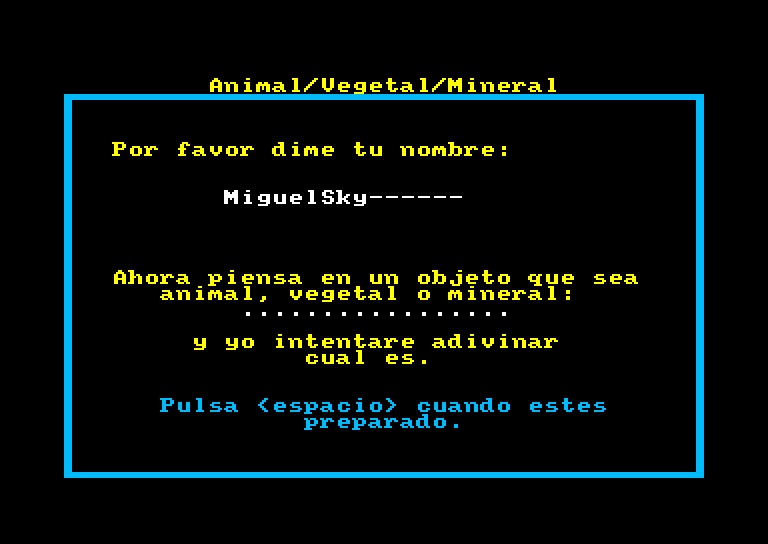 Animal/Vegetal/Mineral
Por favor dime tu nombre:
MiguelSky------
Ahora piensa en un objeto que sea
animal, vegetal o mineral:
.................
y yo intentare adivinar
cual es.
Pulsa <espacio> cuando estes
preparado.